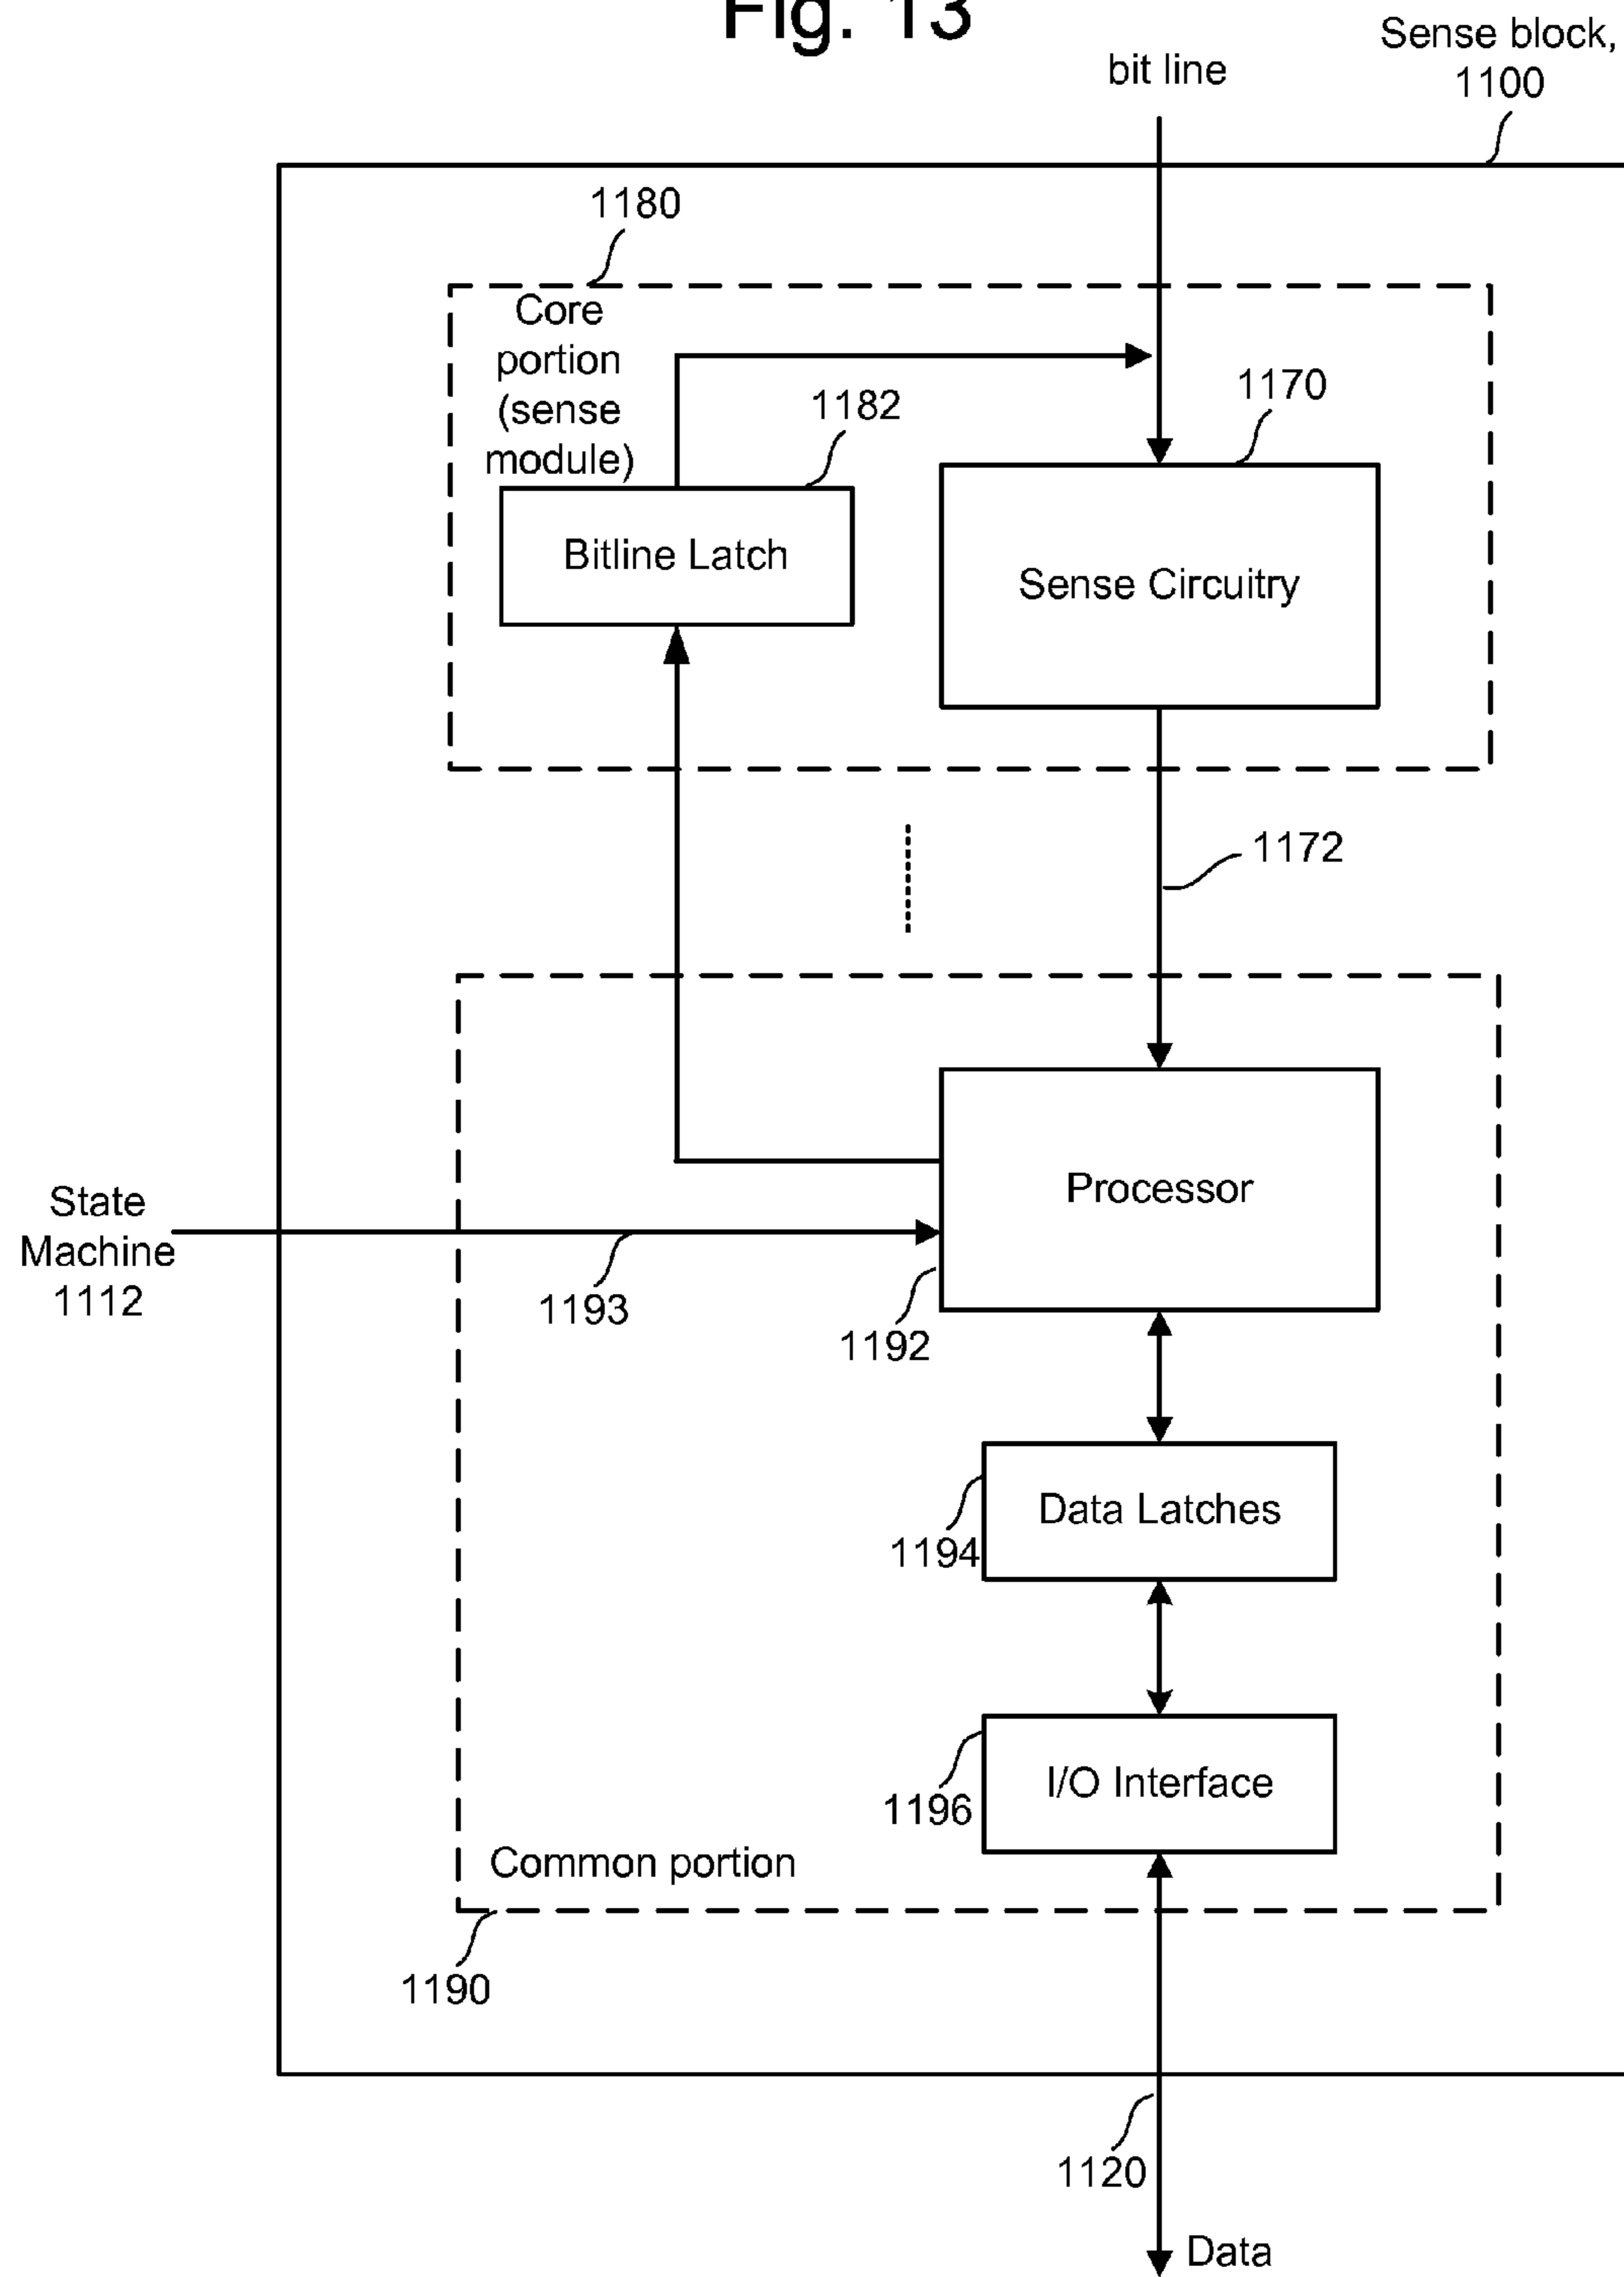 Fig. 13
Sense block,
1100
bit line
1180
Core
portion
(sense
module)
1182
1170
Bitline Latch
Sense Circuitry
1172
Processor
State
Machine
1112
1193
1192
Data Latches
1194
I/O Interface
1196
Common portion
1190
1120
Data